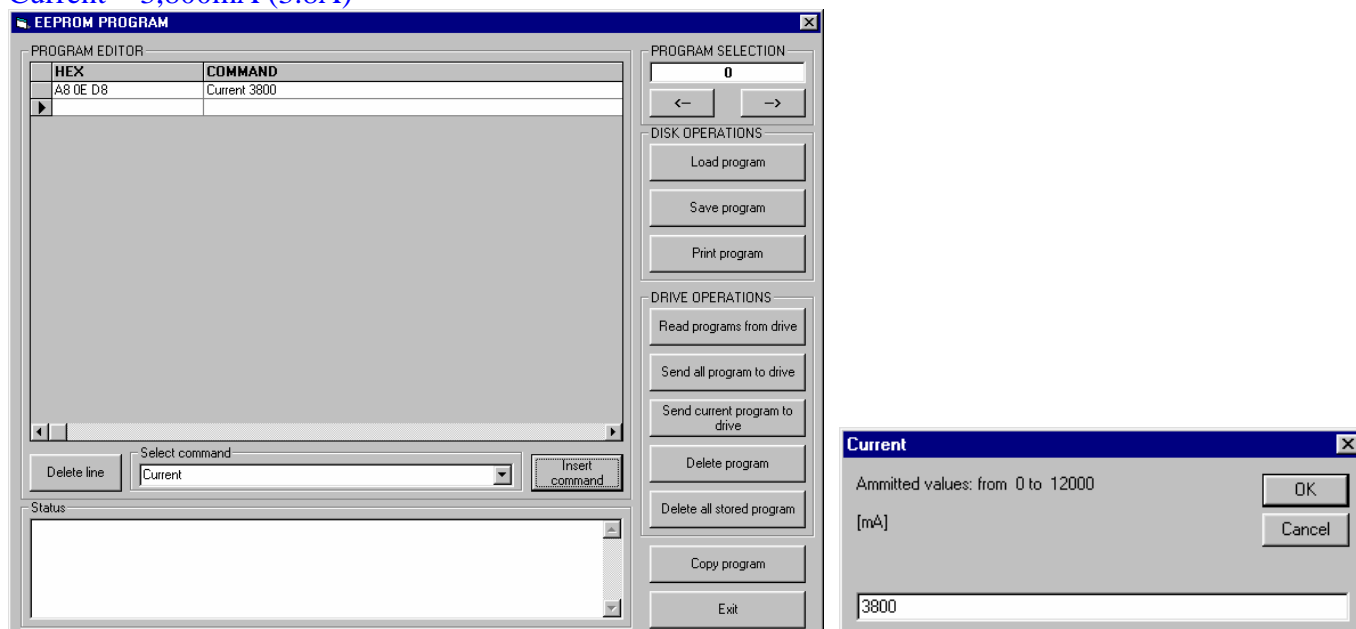 Current = 3,800mA (3.8A)
EEPROM PROGRAM
PROGRAM EDITOR
HEX COMMAND
A8 0E D8 Current 3800
Delete line
Select command
Current
Insert command
Status
PROGRAM SELECTION
0
<-- -->
DISK OPERATIONS
Load program
Save program
Print program
DRIVE OPERATIONS
Read programs from drive
Send all program to drive
Send current program to
drive
Delete program
Delete all stored program
Copy program
Exit
Current
Ammitted values: from 0 to 12000
[mA]
OK
Cancel
3800